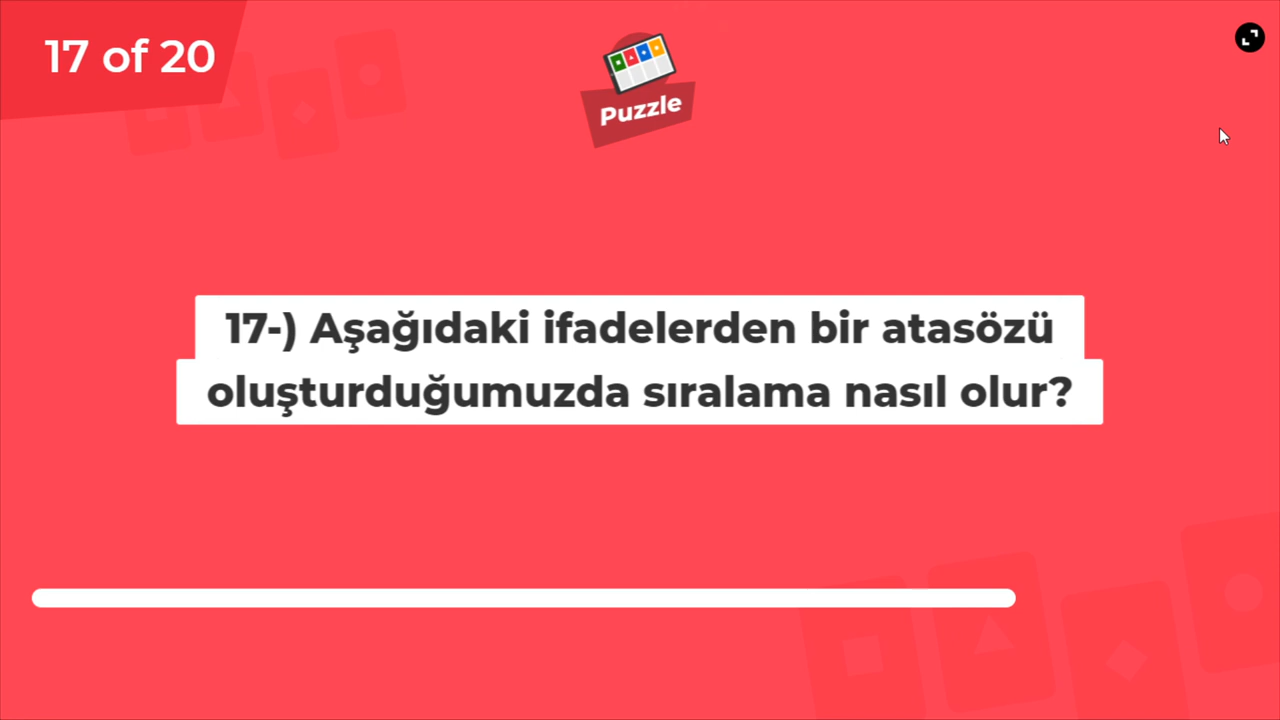 17 of 20
Puzzle
17-) Aşağıdaki ifadelerden bir atasözü
oluşturduğumuzda sıralama nasıl olur?